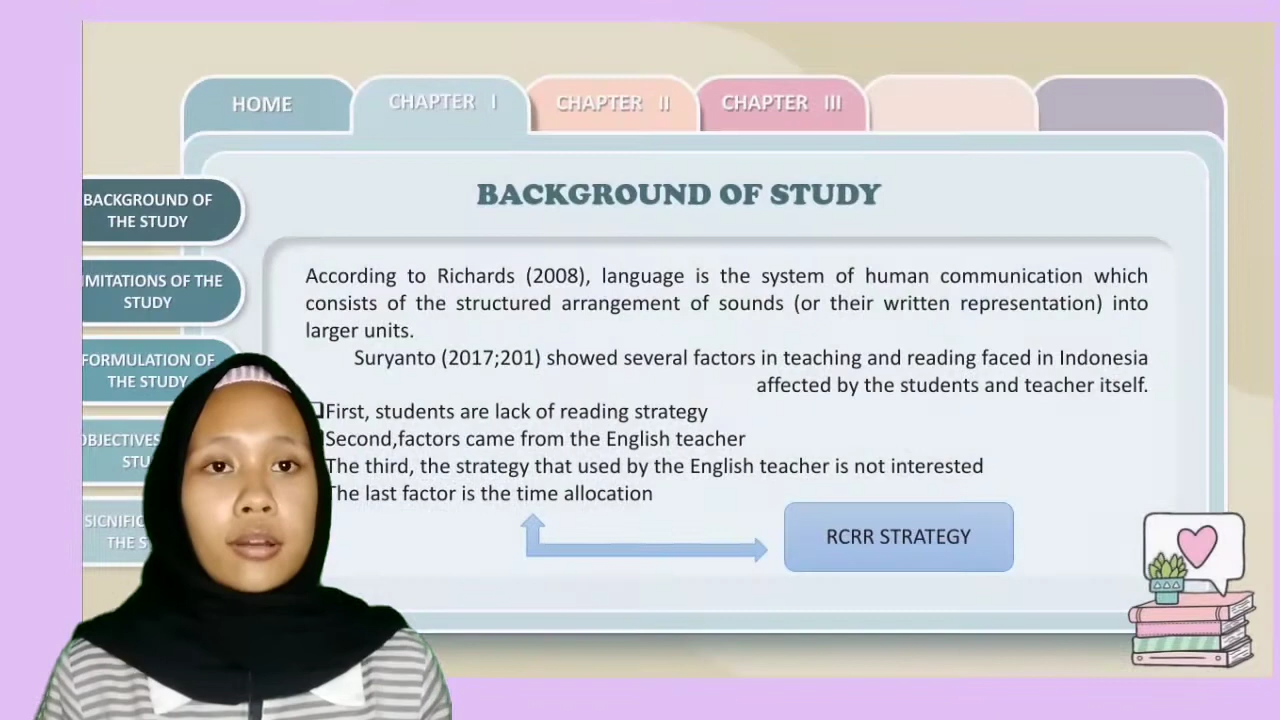 HOME
CHAPTER I
CHAPTER II
CHAPTER III
BACKGROUND OF STUDY
BACKGROUND OF
THE STUDY
IMITATIONS OF THE
STUDY
FORMULATION OF
THE STUDY
OBJECTIVES
STU
SICNIFIC
THE S
According to Richards (2008), language is the system of human communication which
consists of the structured arrangement of sounds (or their written representation) into
larger units.
Suryanto (2017;201) showed several factors in teaching and reading faced in Indonesia
affected by the students and teacher itself.
First, students are lack of reading strategy
Second,factors came from the English teacher
The third, the strategy that used by the English teacher is not interested
The last factor is the time allocation
RCRR STRATEGY